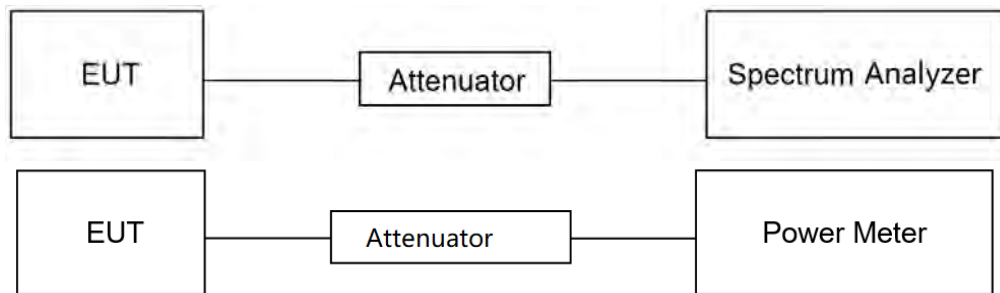 EUT
Attenuator
Spectrum Analyzer
EUT
Attenuator
Power Meter